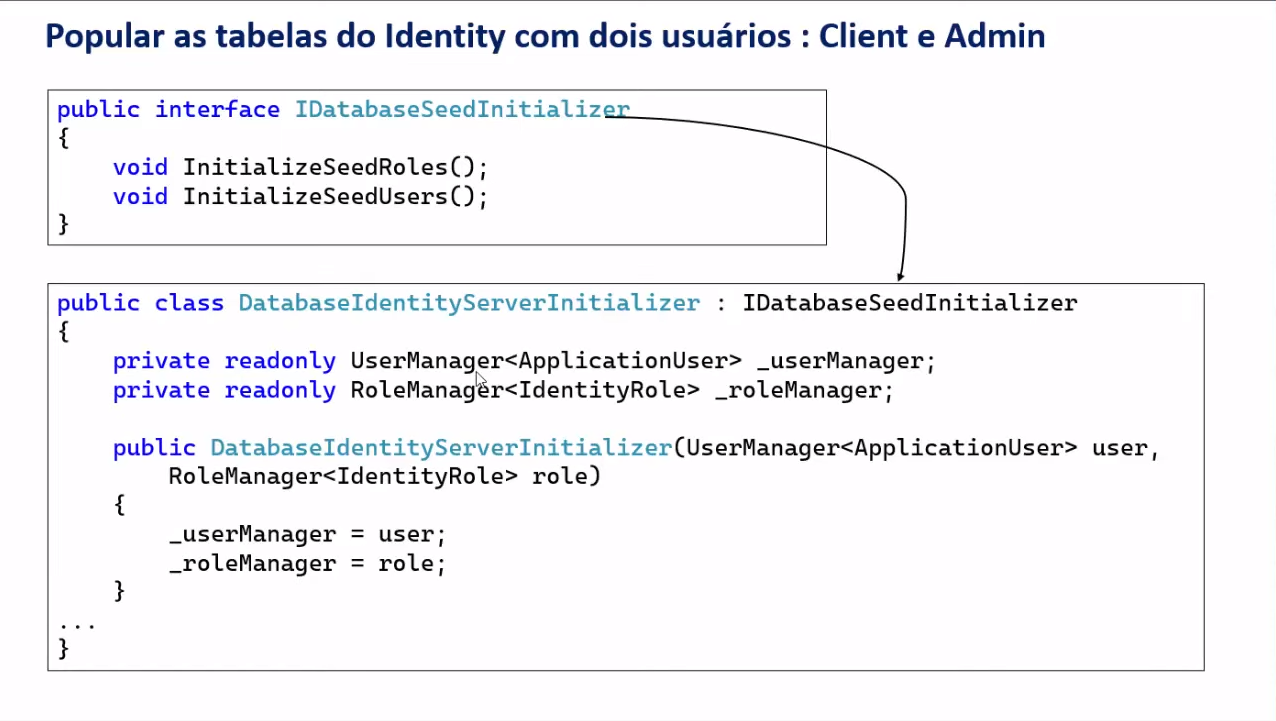 Popular as tabelas do Identity com dois usuários : Client e Admin
public interface IDatabaseSeedInitializer
{
    void InitializeSeedRoles();
    void InitializeSeedUsers();
}
public class DatabaseIdentityServerInitializer : IDatabaseSeedInitializer
{
    private readonly UserManager<ApplicationUser> _userManager;
    private readonly RoleManager<IdentityRole> _roleManager;
    public DatabaseIdentityServerInitializer(UserManager<ApplicationUser> user,
        RoleManager<IdentityRole> role)
    {
        _userManager = user;
        _roleManager = role;
    }
...
}